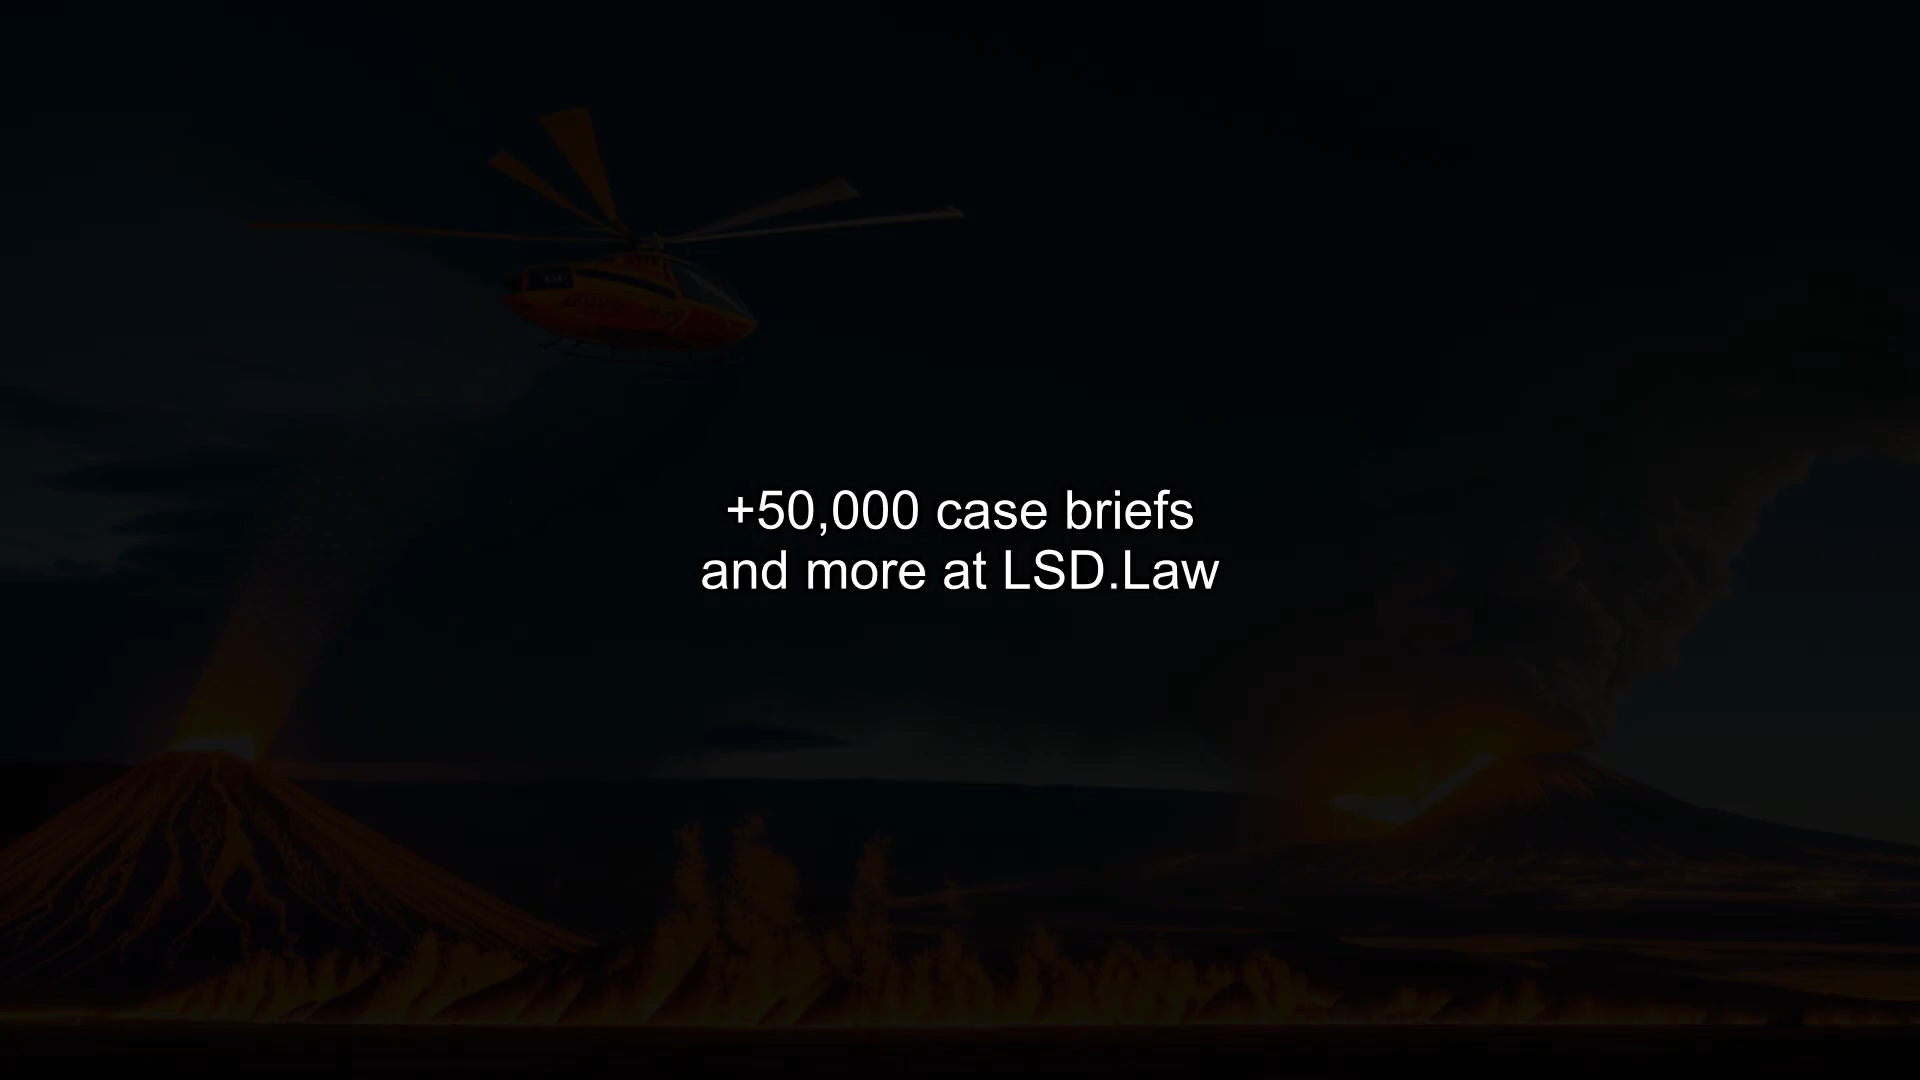 +50,000 case briefs
and more at LSD.Law